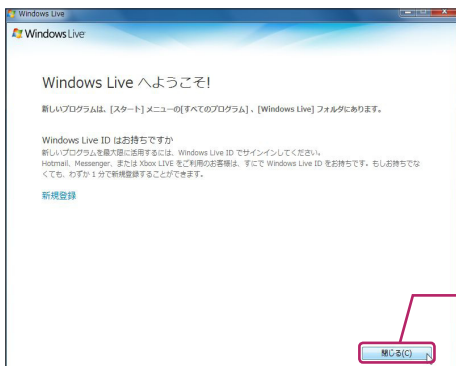 Windows Live
Windows Live
Windows Live へようこそ!
新しいプログラムは、[スタート] メニューの[すべてのプログラム] 、[Windows Live] フォルダにあります。
Windows Live ID はお持ちですか
新しいプログラムを最大限に活用するには、Windows Live ID でサインインしてください。
Hotmail、Messenger、または Xbox LIVE をご利用のお客様は、すでに Windows Live ID をお持ちです。もしお持ちでな
くても、わずか 1 分で新規登録することができます。
新規登録
閉じる(C)